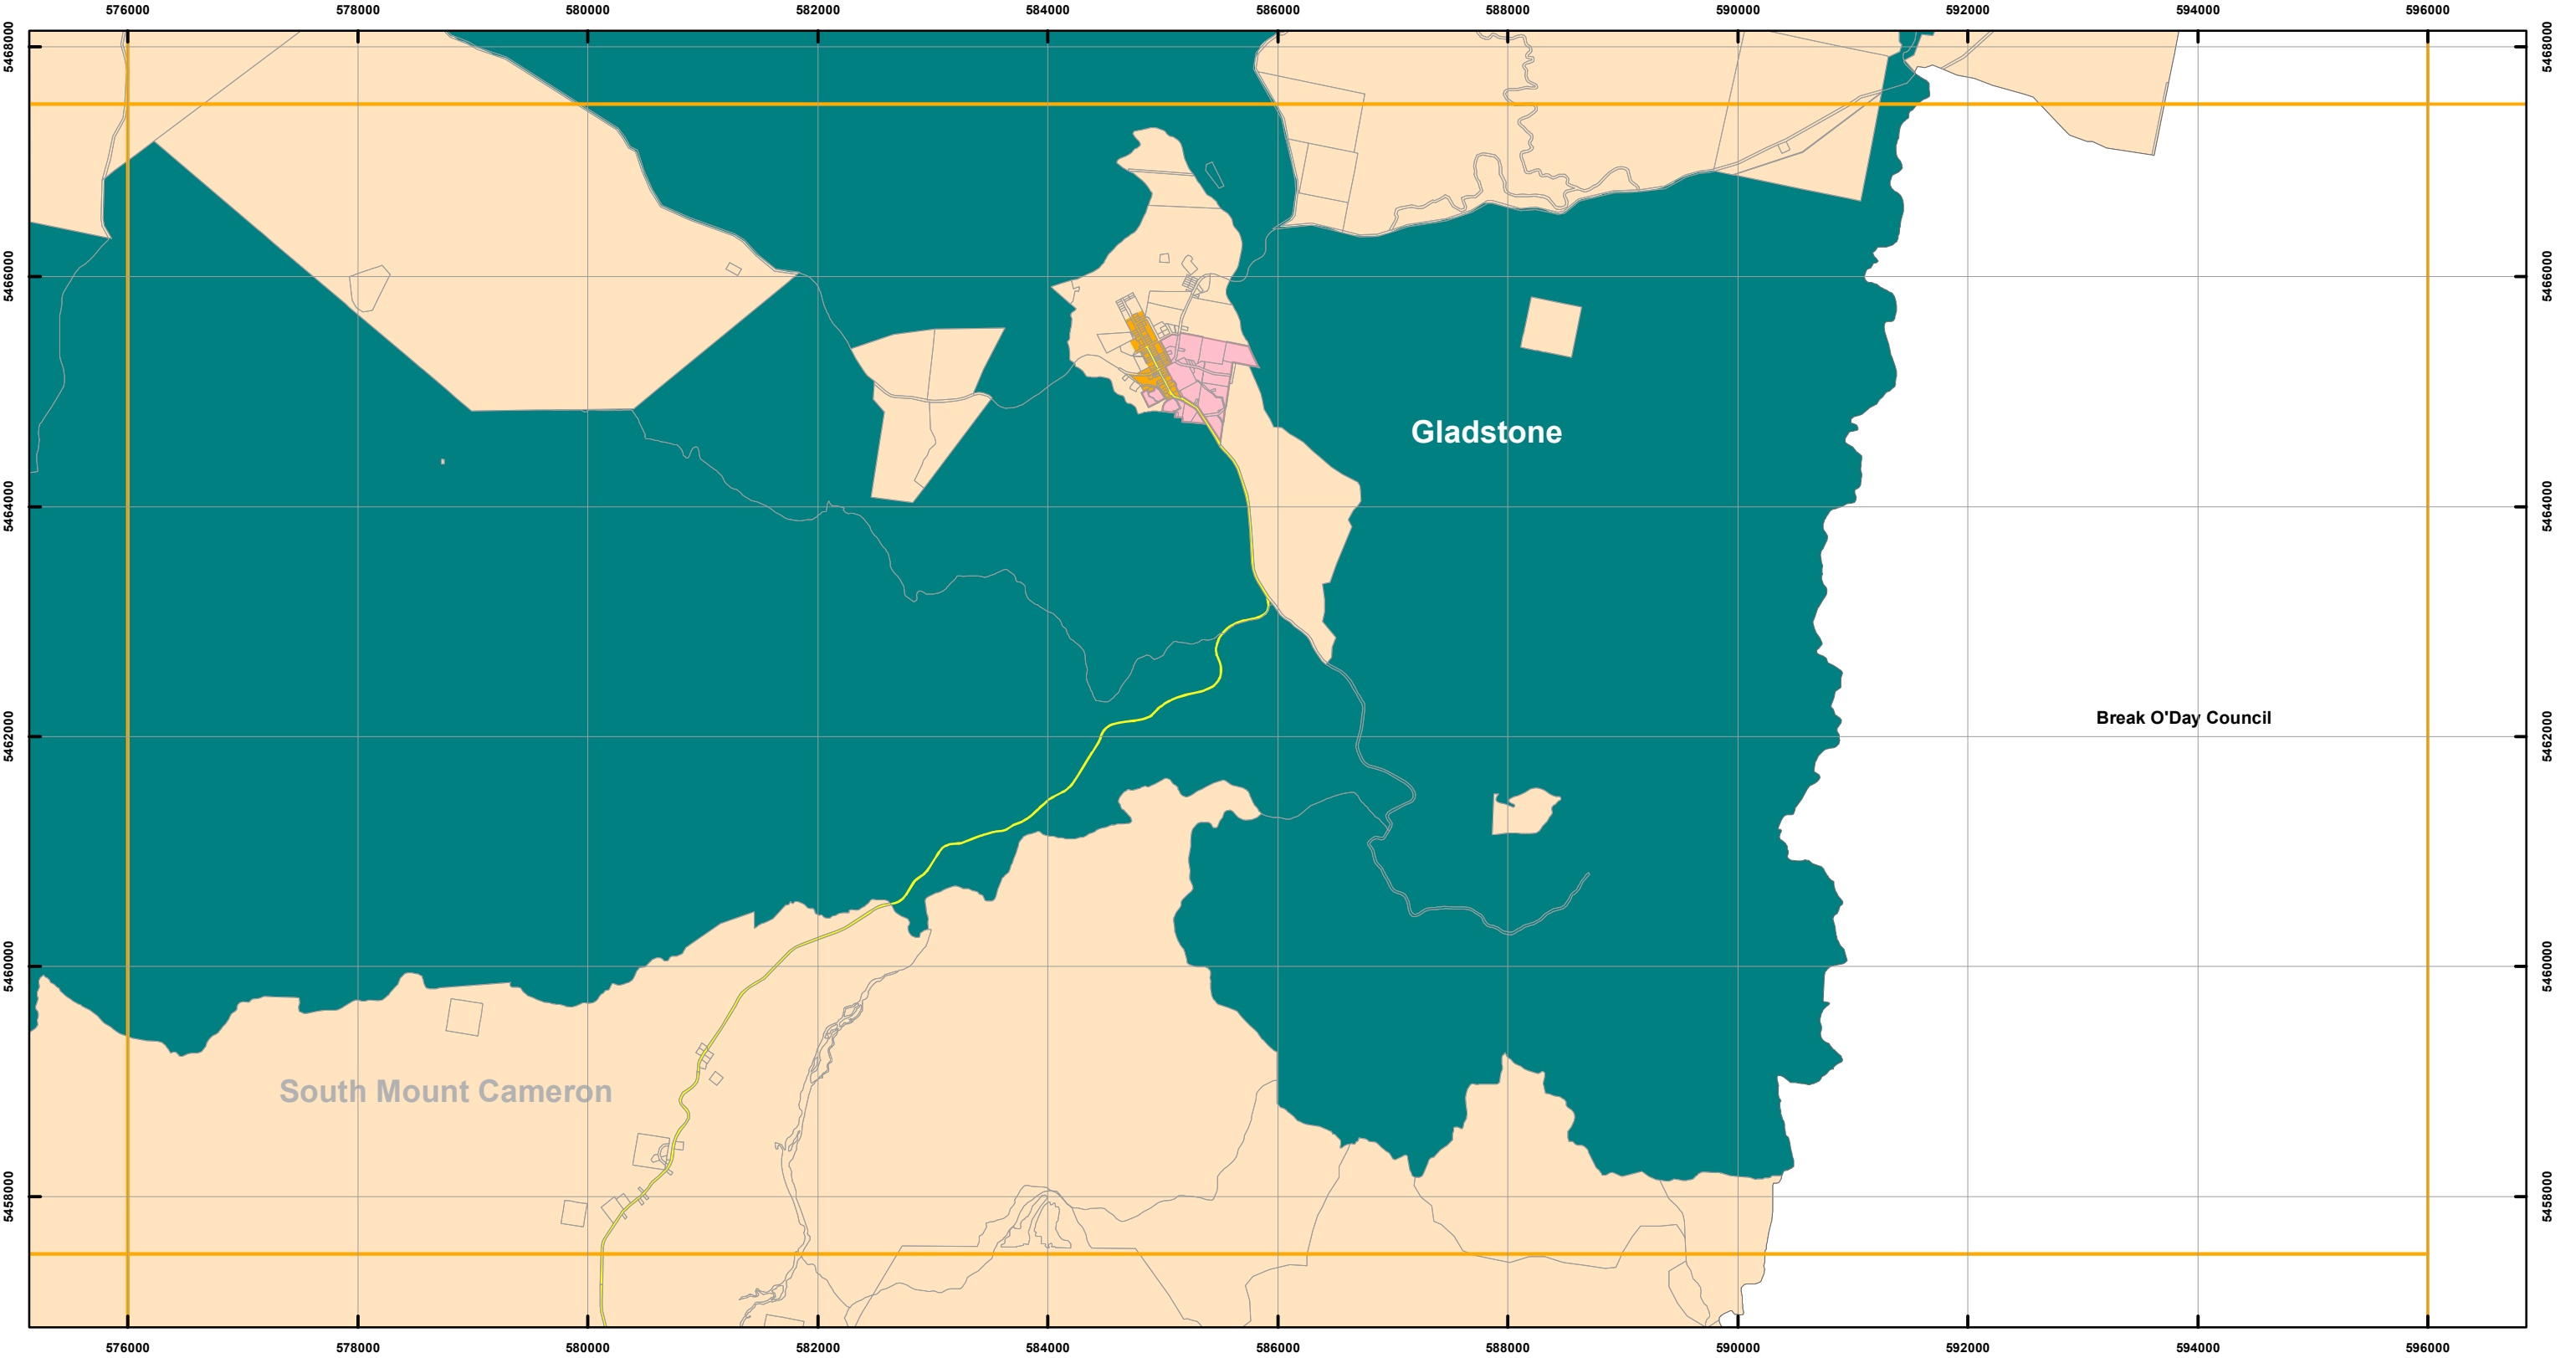 576000 578000 580000 582000 584000 586000 588000 590000 592000 594000 596000
5468000 5468000
5466000 5466000
Gladstone
5464000 5464000
Break O'Day Council
5462000 5462000
5460000 5460000
South Mount Cameron
5458000 5458000
576000 578000 580000 582000 584000 586000 588000 590000 592000 594000 596000